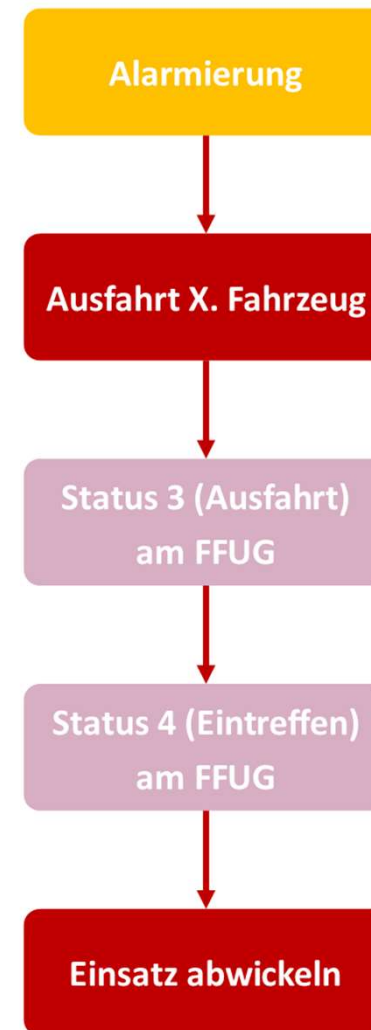 Alarmierung
Ausfahrt X. Fahrzeug
Status 3 (Ausfahrt)
am FFUG
Status 4 (Eintreffen)
am FFUG
Einsatz abwickeln